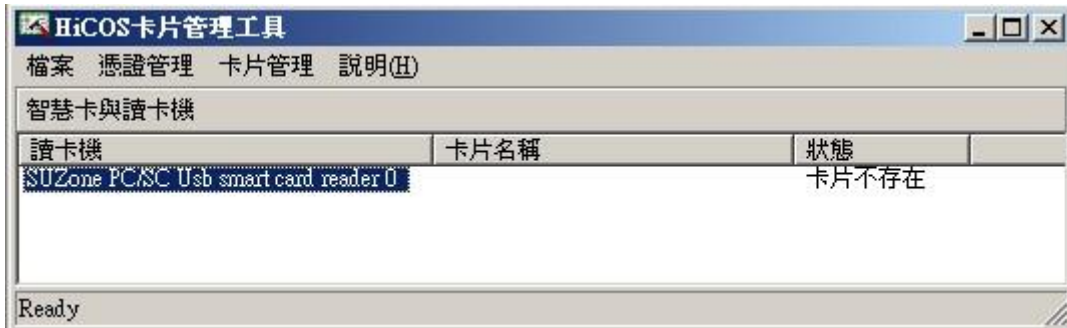 HiCOS卡片管理工具
檔案 憑證管理 卡片管理 說明(H)
智慧卡與讀卡機
讀卡機 卡片名稱 狀態
SUZone PC/SC Usb smart card reader 0 卡片不存在
Ready